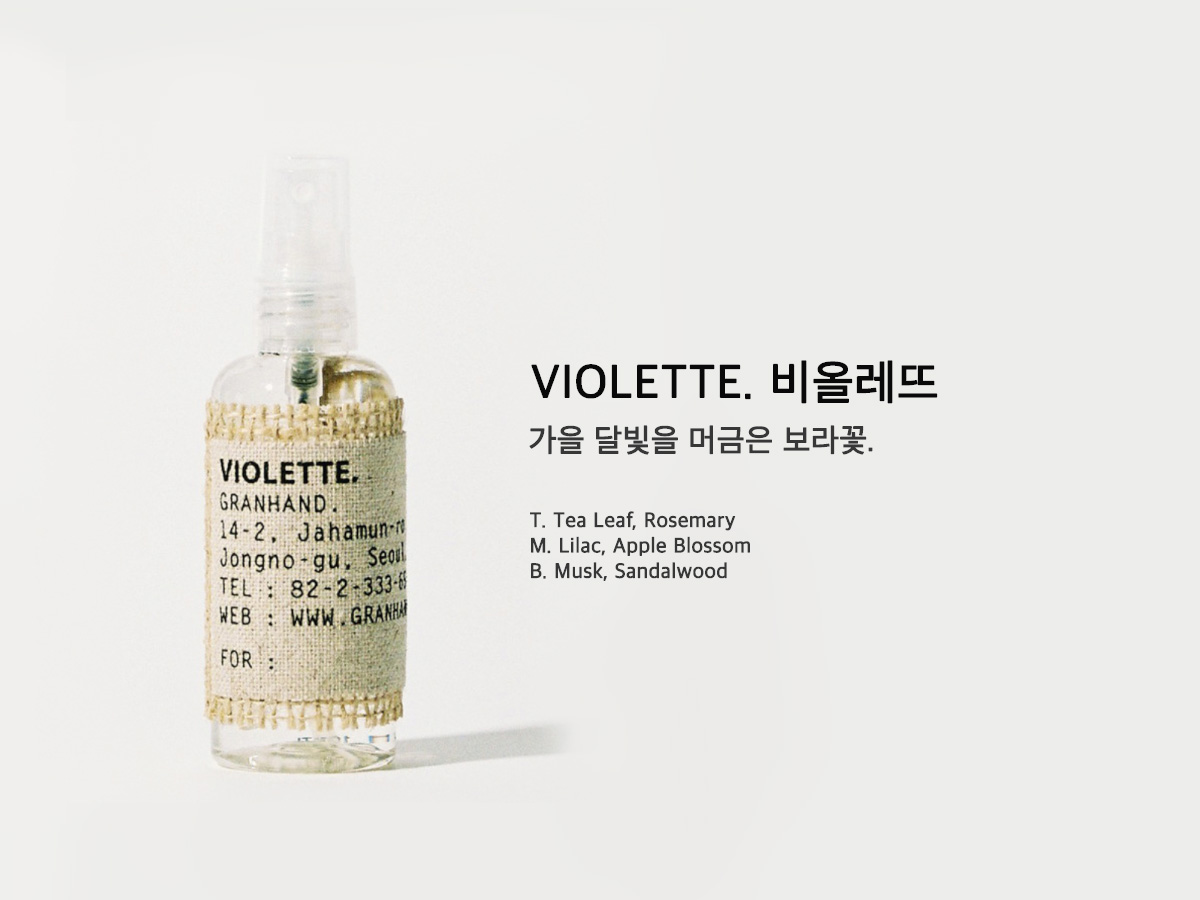 VIOLETTE.
GRANHAND.
14-2, Jahamun-ro
Jongno-gu, Seoul,
TEL : 82-2-333-65
WEB : WWW.GRANHAN
FOR :
VIOLETTE. 비올레뜨
가을 달빛을 머금은 보라꽃.
T. Tea Leaf, Rosemary
M. Lilac, Apple Blossom
B. Musk, Sandalwood